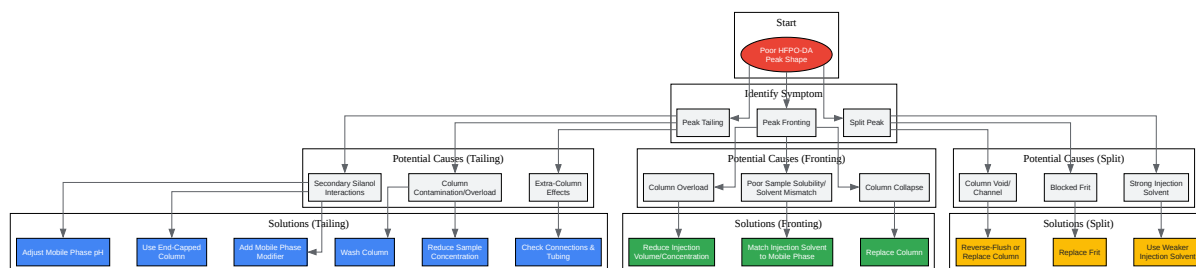 Start
Poor HFPO-DA
Peak Shape
Identify Symptom
Peak Tailing
Peak Fronting
Split Peak
Potential Causes (Tailing)
Secondary Silanol
Interactions
Column
Contamination/Overload
Extra-Column
Effects
Potential Causes (Fronting)
Column Overload
Poor Sample Solubility/
Solvent Mismatch
Column Collapse
Potential Causes (Split)
Column Void/
Channel
Blocked Frit
Strong Injection
Solvent
Solutions (Tailing)
Adjust Mobile Phase pH
Use End-Capped
Column
Add Mobile Phase
Modifier
Wash Column
Reduce Sample
Concentration
Check Connections &
Tubing
Solutions (Fronting)
Reduce Injection
Volume/Concentration
Match Injection Solvent
to Mobile Phase
Replace Column
Solutions (Split)
Reverse-Flush or
Replace Column
Replace Frit
Use Weaker
Injection Solvent